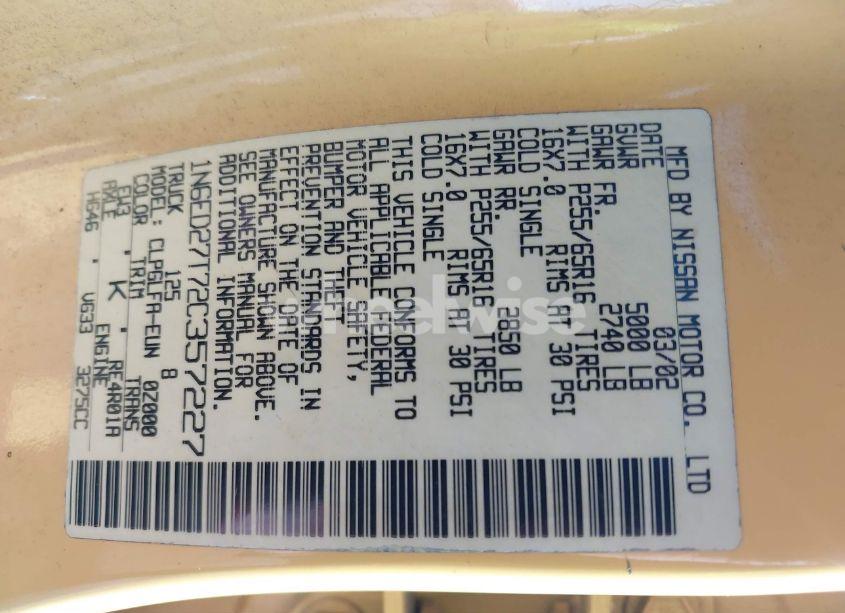 MFD BY NISSAN MOTOR CO. LTD
DATE 03/02
GVWR 5000 LB
GAWR FR. 2740 LB
WITH P255/65R16 TIRES
16X7.0 RIMS AT 30 PSI
COLD SINGLE
GAWR RR. 2850 LB
WITH P255/65R16 TIRES
16X7.0 RIMS AT 30 PSI
COLD SINGLE
THIS VEHICLE CONFORMS TO
ALL APPLICABLE FEDERAL
MOTOR VEHICLE SAFETY,
BUMPER AND THEFT
PREVENTION STANDARDS IN
EFFECT ON THE DATE OF
MANUFACTURE SHOWN ABOVE.
SEE OWNERS MANUAL FOR
ADDITIONAL INFORMATION.
1N6ED27T72C357227
TRUCK 125 8
MODEL: CLPGLFA-EUN 0Z000
COLOR TRIM TRANS
EW3 K RE4R01A
AXLE ENGINE
HG46 VG33 3275CC